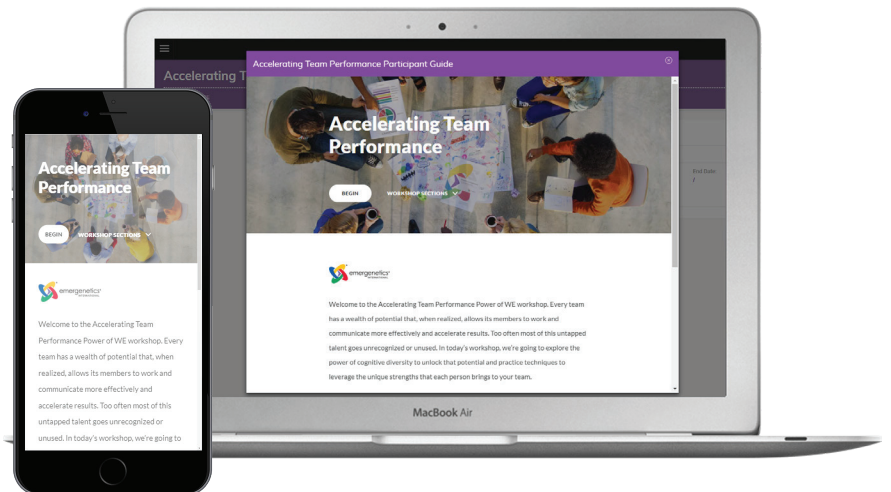 Accelerating T
Accelerating Team Performance Participant Guide
Accelerating Team
Performance
BEGIN
WORKSHOP SECTIONS
End Date
emergenetics
INTERNATIONAL
Welcome to the Accelerating Team Performance Power of WE workshop. Every team
has a wealth of potential that, when realized, allows its members to work and
communicate more effectively and accelerate results. Too often most of this untapped
talent goes unrecognized or unused. In today's workshop, we're going to explore the
power of cognitive diversity to unlock that potential and practice techniques to
leverage the unique strengths that each person brings to your team.
MacBook Air
Accelerating Team
Performance
BEGIN
WORKSHOP SECTIONS
emergenetics
INTERNATIONAL
Welcome to the Accelerating Team
Performance Power of WE workshop. Every
team has a wealth of potential that, when
realized, allows its members to work and
communicate more effectively and
accelerate results. Too often most of this
untapped talent goes unrecognized or
unused. In today's workshop, we're going to